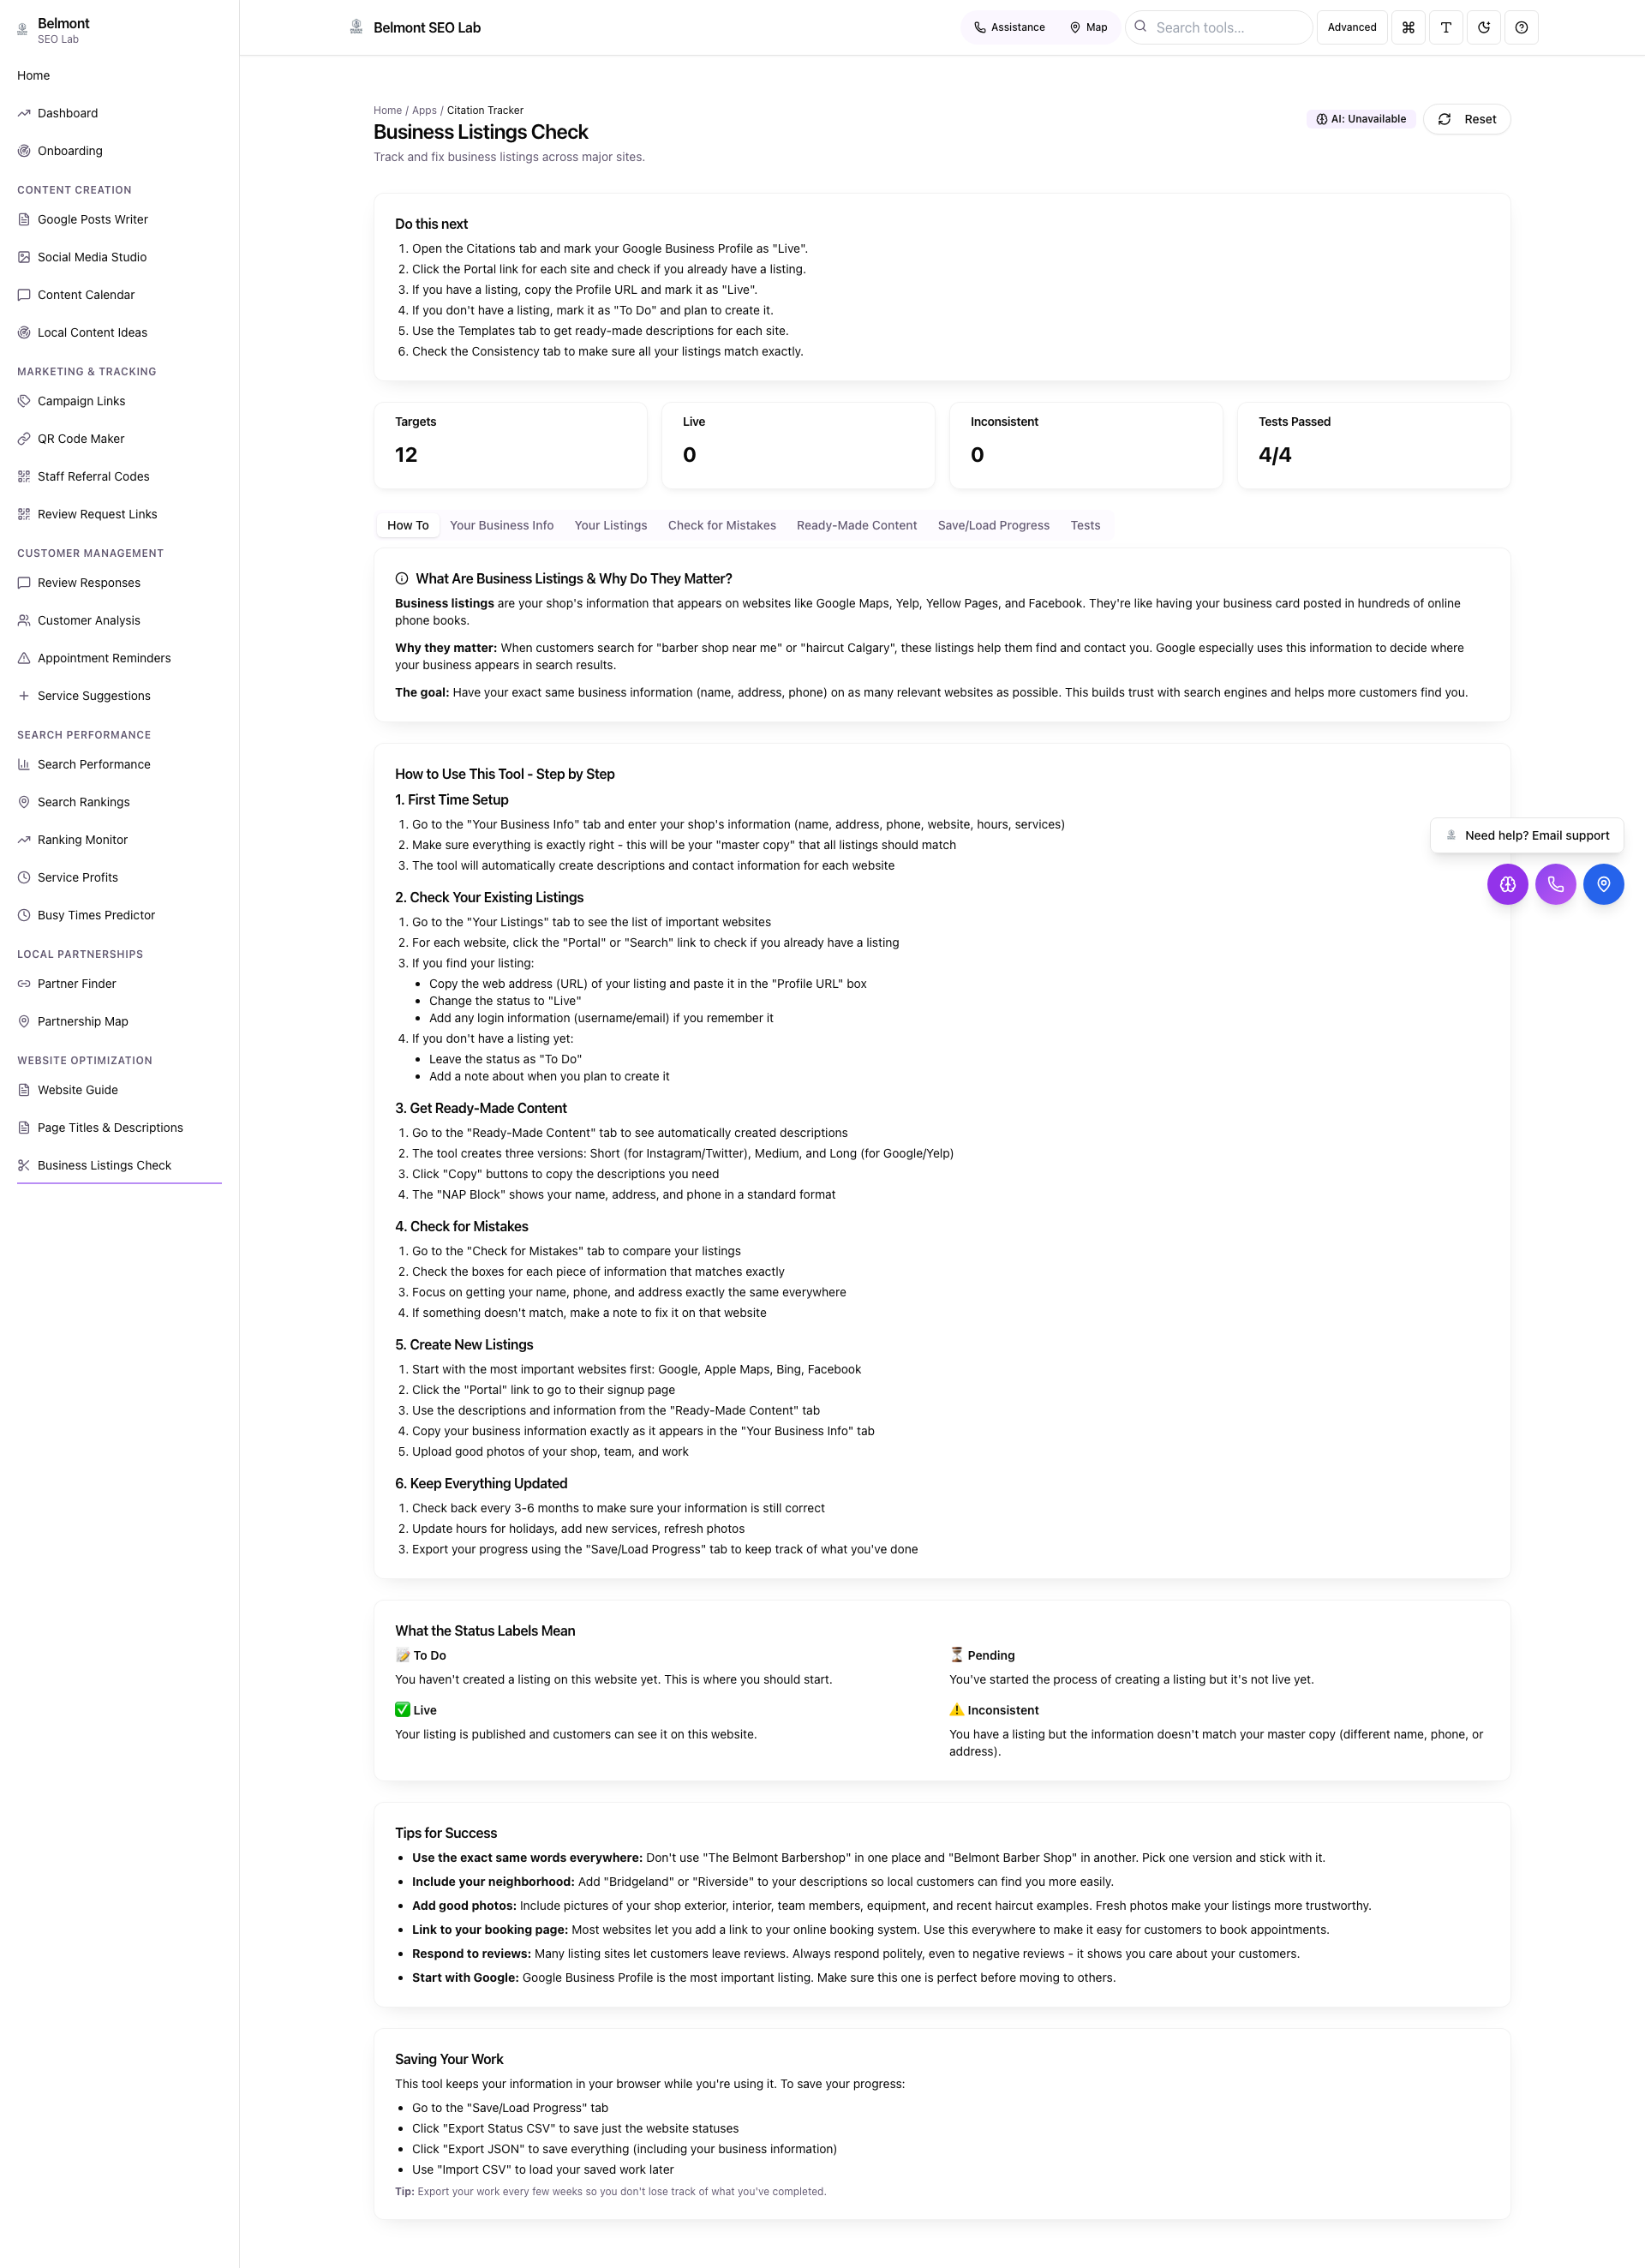 Belmont
SEO Lab
Home
Dashboard
Onboarding
CONTENT CREATION
Google Posts Writer
Social Media Studio
Content Calendar
Local Content Ideas
MARKETING & TRACKING
Campaign Links
QR Code Maker
Staff Referral Codes
Review Request Links
CUSTOMER MANAGEMENT
Review Responses
Customer Analysis
Appointment Reminders
Service Suggestions
SEARCH PERFORMANCE
Search Performance
Search Rankings
Ranking Monitor
Service Profits
Busy Times Predictor
LOCAL PARTNERSHIPS
Partner Finder
Partnership Map
WEBSITE OPTIMIZATION
Website Guide
Page Titles & Descriptions
Business Listings Check
Belmont SEO Lab
Assistance
Map
Search tools...
Advanced
Home / Apps / Citation Tracker
Business Listings Check
Track and fix business listings across major sites.
AI: Unavailable
Reset
Do this next
1. Open the Citations tab and mark your Google Business Profile as "Live".
2. Click the Portal link for each site and check if you already have a listing.
3. If you have a listing, copy the Profile URL and mark it as "Live".
4. If you don't have a listing, mark it as "To Do" and plan to create it.
5. Use the Templates tab to get ready-made descriptions for each site.
6. Check the Consistency tab to make sure all your listings match exactly.
Targets
12
Live
0
Inconsistent
0
Tests Passed
4/4
How To
Your Business Info
Your Listings
Check for Mistakes
Ready-Made Content
Save/Load Progress
Tests
What Are Business Listings & Why Do They Matter?
Business listings are your shop's information that appears on websites like Google Maps, Yelp, Yellow Pages, and Facebook. They're like having your business card posted in hundreds of online
phone books.
Why they matter: When customers search for "barber shop near me" or "haircut Calgary", these listings help them find and contact you. Google especially uses this information to decide where
your business appears in search results.
The goal: Have your exact same business information (name, address, phone) on as many relevant websites as possible. This builds trust with search engines and helps more customers find you.
How to Use This Tool - Step by Step
1. First Time Setup
1. Go to the "Your Business Info" tab and enter your shop's information (name, address, phone, website, hours, services)
2. Make sure everything is exactly right - this will be your "master copy" that all listings should match
3. The tool will automatically create descriptions and contact information for each website
2. Check Your Existing Listings
1. Go to the "Your Listings" tab to see the list of important websites
2. For each website, click the "Portal" or "Search" link to check if you already have a listing
3. If you find your listing:
• Copy the web address (URL) of your listing and paste it in the "Profile URL" box
• Change the status to "Live"
• Add any login information (username/email) if you remember it
4. If you don't have a listing yet:
• Leave the status as "To Do"
• Add a note about when you plan to create it
3. Get Ready-Made Content
1. Go to the "Ready-Made Content" tab to see automatically created descriptions
2. The tool creates three versions: Short (for Instagram/Twitter), Medium, and Long (for Google/Yelp)
3. Click "Copy" buttons to copy the descriptions you need
4. The "NAP Block" shows your name, address, and phone in a standard format
4. Check for Mistakes
1. Go to the "Check for Mistakes" tab to compare your listings
2. Check the boxes for each piece of information that matches exactly
3. Focus on getting your name, phone, and address exactly the same everywhere
4. If something doesn't match, make a note to fix it on that website
5. Create New Listings
1. Start with the most important websites first: Google, Apple Maps, Bing, Facebook
2. Click the "Portal" link to go to their signup page
3. Use the descriptions and information from the "Ready-Made Content" tab
4. Copy your business information exactly as it appears in the "Your Business Info" tab
5. Upload good photos of your shop, team, and work
6. Keep Everything Updated
1. Check back every 3-6 months to make sure your information is still correct
2. Update hours for holidays, add new services, refresh photos
3. Export your progress using the "Save/Load Progress" tab to keep track of what you've done
Need help? Email support
What the Status Labels Mean
📝 To Do
You haven't created a listing on this website yet. This is where you should start.
⏳ Pending
You've started the process of creating a listing but it's not live yet.
✅ Live
Your listing is published and customers can see it on this website.
⚠️ Inconsistent
You have a listing but the information doesn't match your master copy (different name, phone, or
address).
Tips for Success
• Use the exact same words everywhere: Don't use "The Belmont Barbershop" in one place and "Belmont Barber Shop" in another. Pick one version and stick with it.
• Include your neighborhood: Add "Bridgeland" or "Riverside" to your descriptions so local customers can find you more easily.
• Add good photos: Include pictures of your shop exterior, interior, team members, equipment, and recent haircut examples. Fresh photos make your listings more trustworthy.
• Link to your booking page: Most websites let you add a link to your online booking system. Use this everywhere to make it easy for customers to book appointments.
• Respond to reviews: Many listing sites let customers leave reviews. Always respond politely, even to negative reviews - it shows you care about your customers.
• Start with Google: Google Business Profile is the most important listing. Make sure this one is perfect before moving to others.
Saving Your Work
This tool keeps your information in your browser while you're using it. To save your progress:
• Go to the "Save/Load Progress" tab
• Click "Export Status CSV" to save just the website statuses
• Click "Export JSON" to save everything (including your business information)
• Use "Import CSV" to load your saved work later
Tip: Export your work every few weeks so you don't lose track of what you've completed.